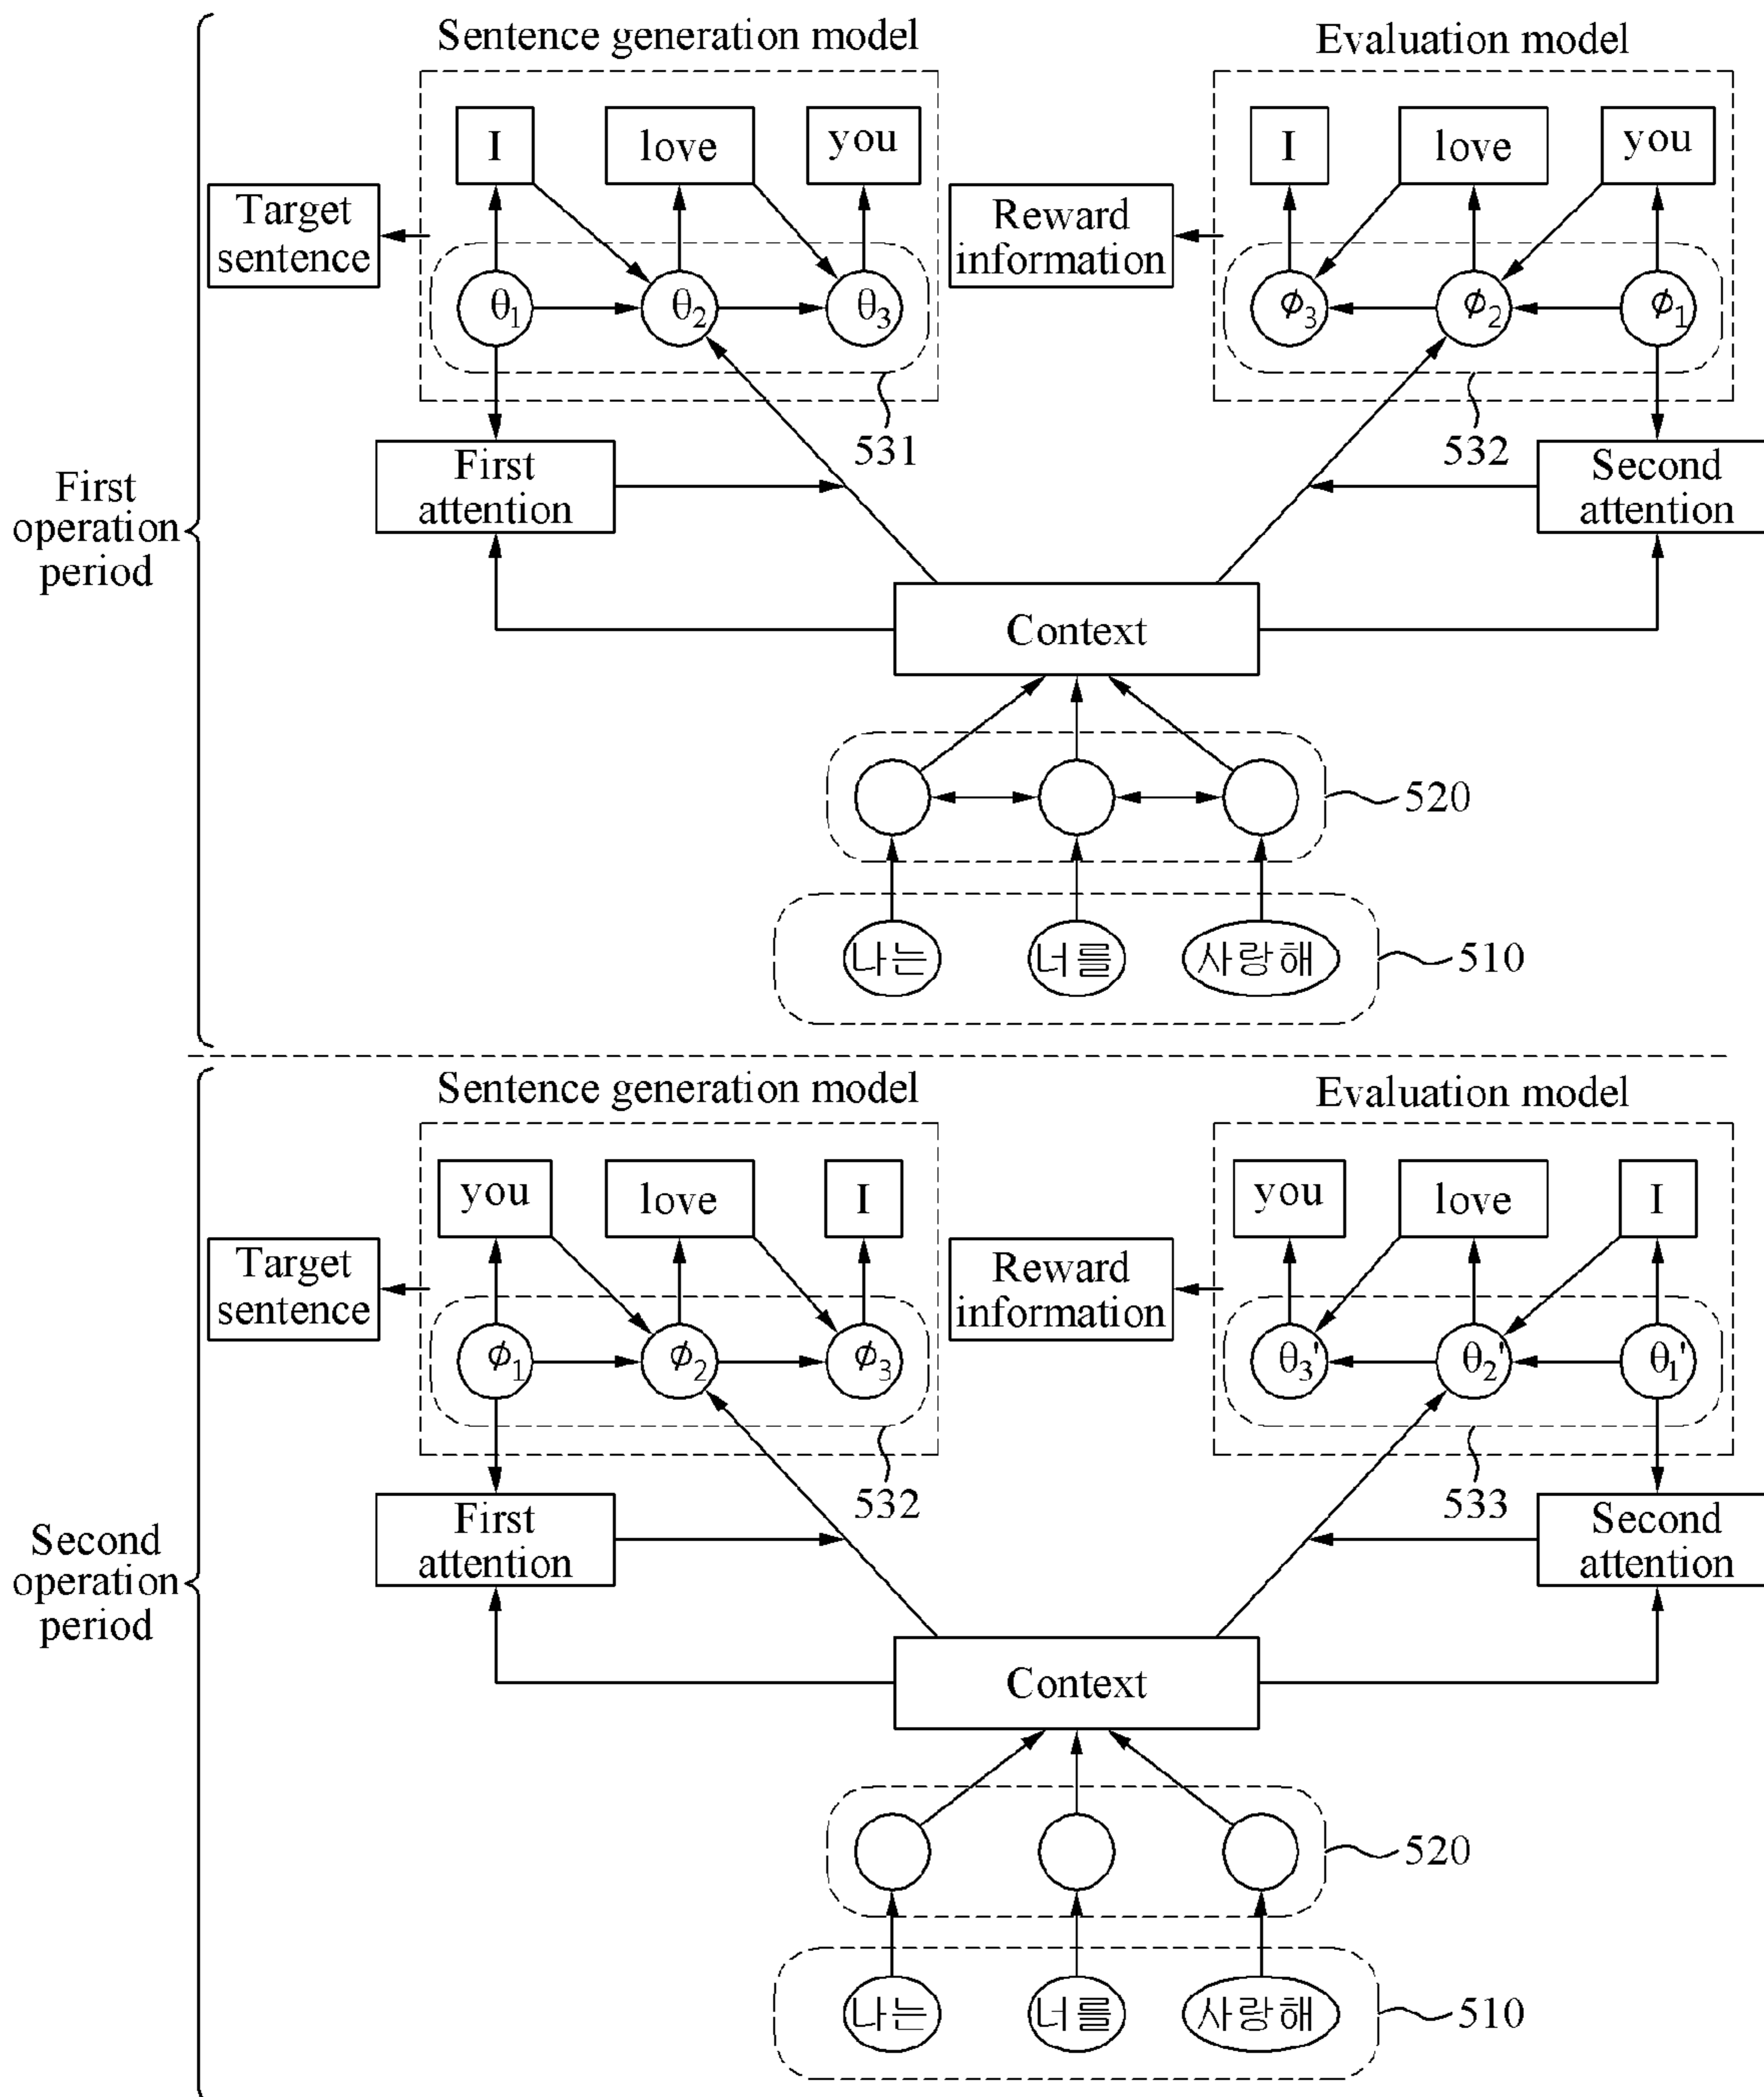 Sentence generation model
Evaluation model
I
love
you
I
love
you
Target
sentence
Reward
information
θ₁
θ₂
θ₃
ϕ₃
ϕ₂
ϕ₁
531
532
First
attention
Second
attention
First
operation
period
Context
520
나는
너를
사랑해
510
Sentence generation model
Evaluation model
you
love
I
you
love
I
Target
sentence
Reward
information
ϕ₁
ϕ₂
ϕ₃
θ₃'
θ₂'
θ₁'
532
533
First
attention
Second
attention
Second
operation
period
Context
520
나는
너를
사랑해
510